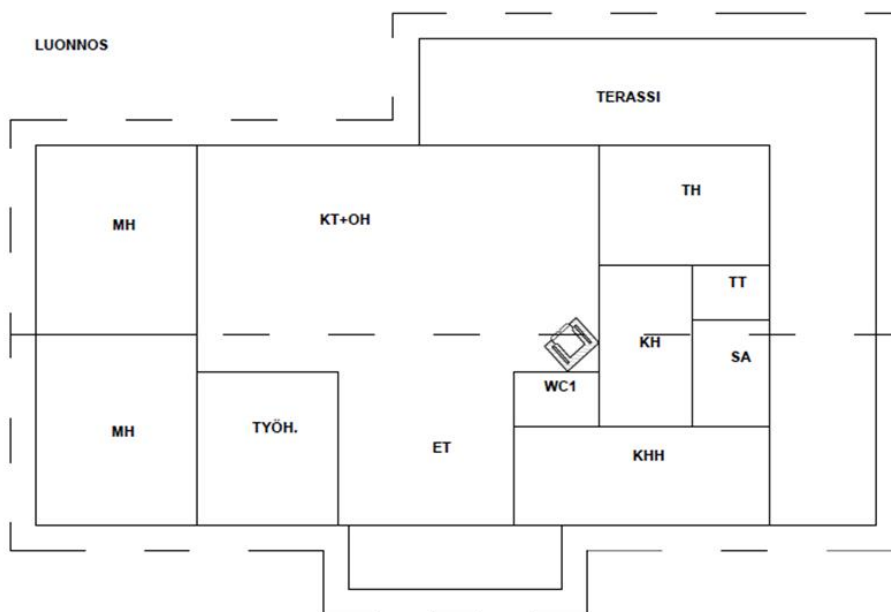 LUONNOS
TERASSI
TH
MH
KT+OH
TT
KH
SA
WC1
TYÖH.
MH
ET
KHH